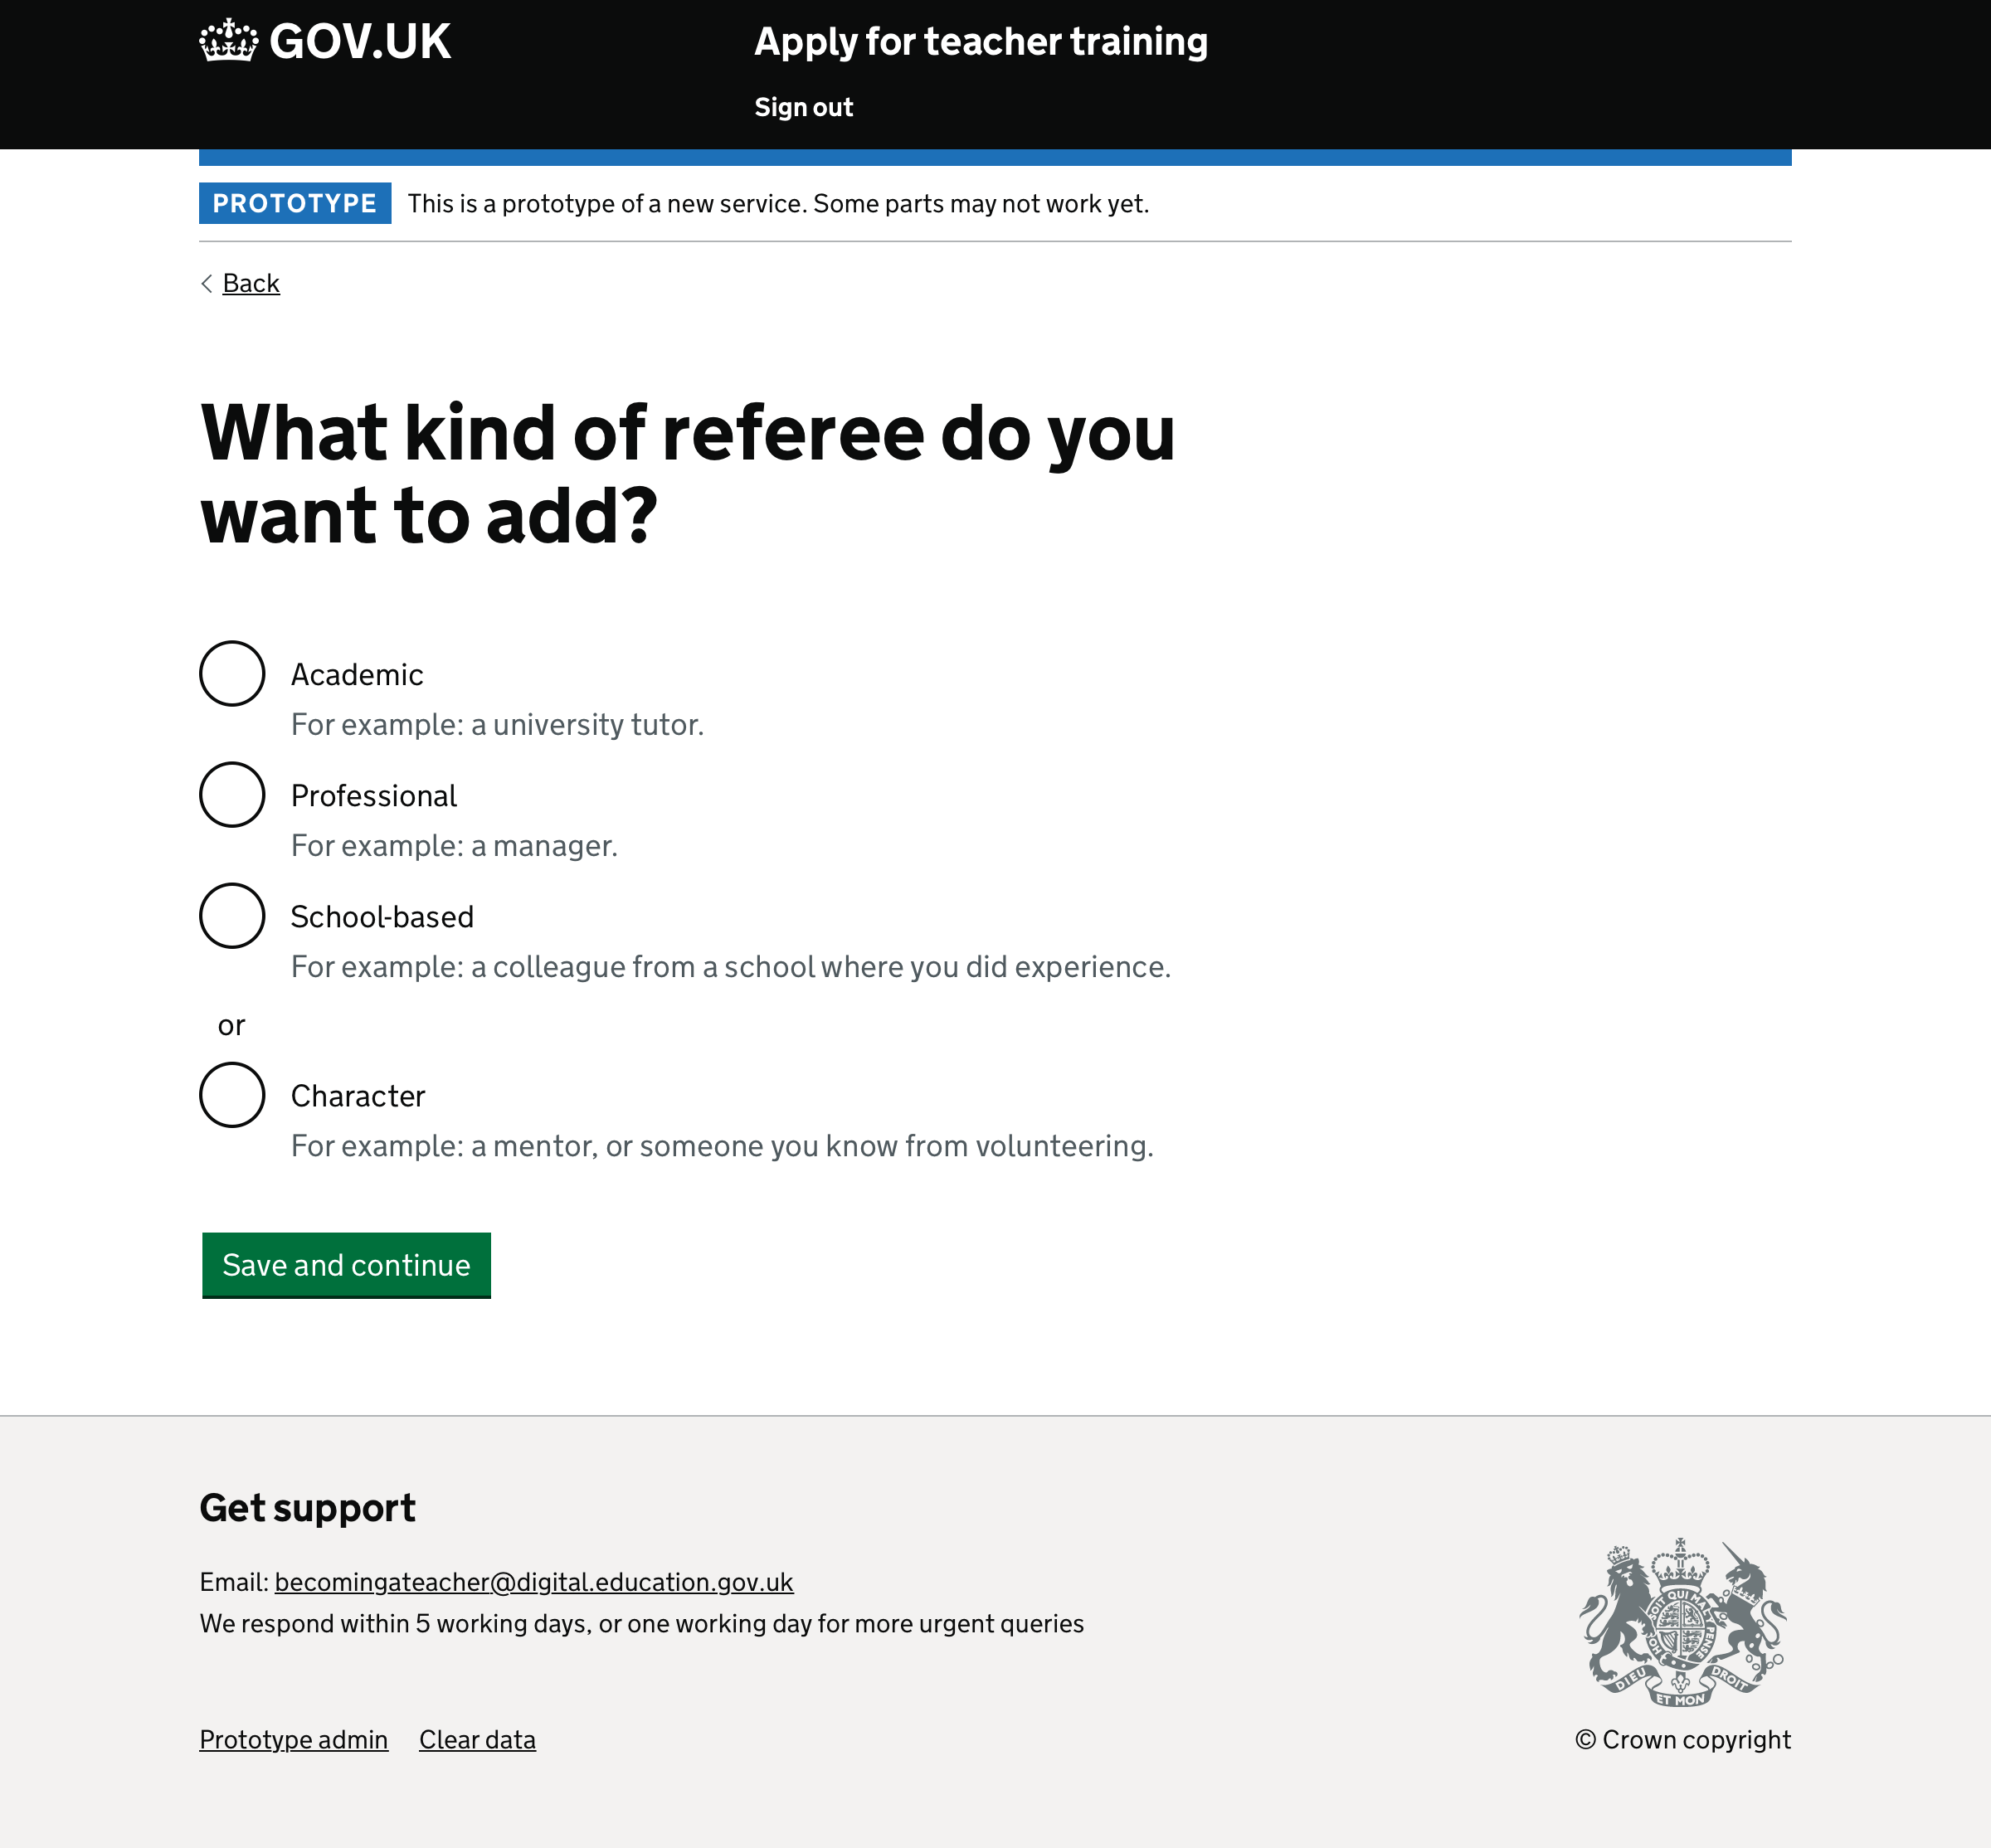 GOV.UK
Apply for teacher training
Sign out
PROTOTYPE This is a prototype of a new service. Some parts may not work yet.
Back
What kind of referee do you
want to add?
Academic
For example: a university tutor.
Professional
For example: a manager.
School-based
For example: a colleague from a school where you did experience.
or
Character
For example: a mentor, or someone you know from volunteering.
Save and continue
Get support
Email: becomingateacher@digital.education.gov.uk
We respond within 5 working days, or one working day for more urgent queries
DIEU ET MON DROIT
Prototype admin Clear data
© Crown copyright